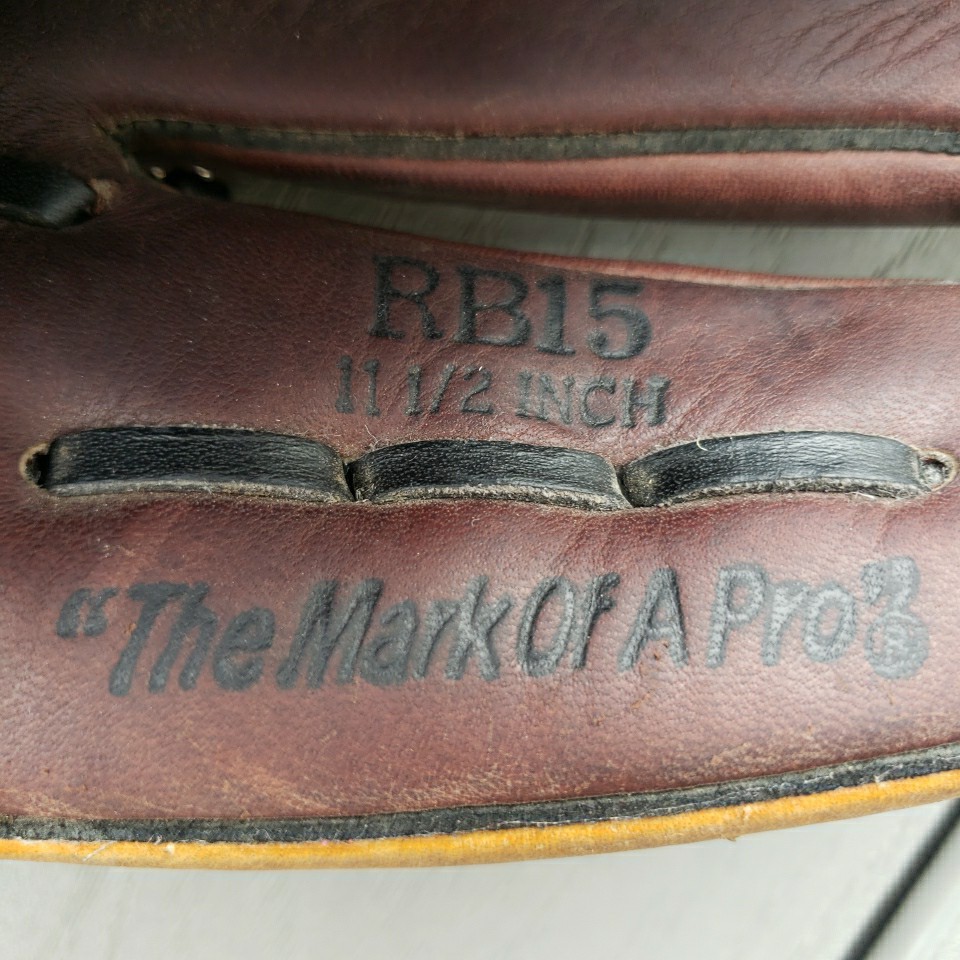 RB15
11 1/2 INCH
"The Mark Of A Pro"®